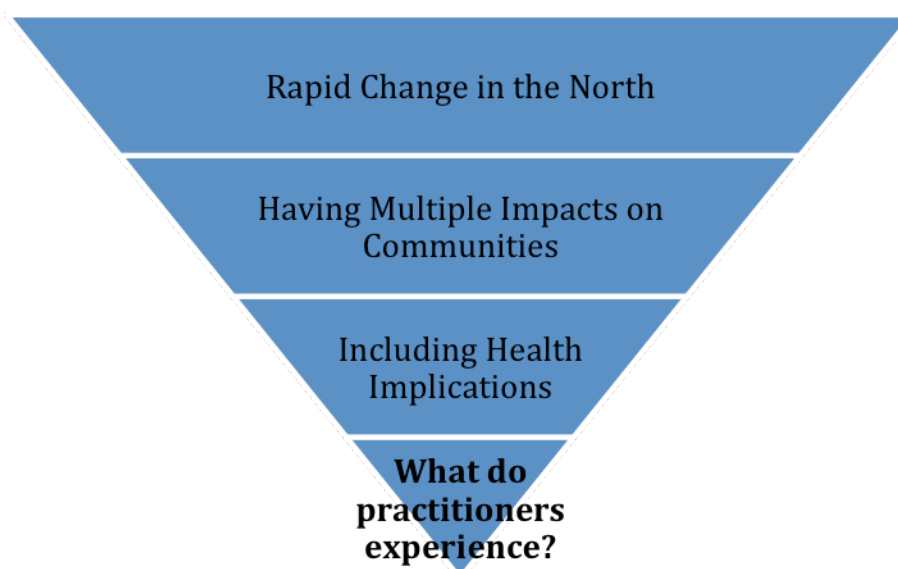 Rapid Change in the North
Having Multiple Impacts on
Communities
Including Health
Implications
What do
practitioners
experience?